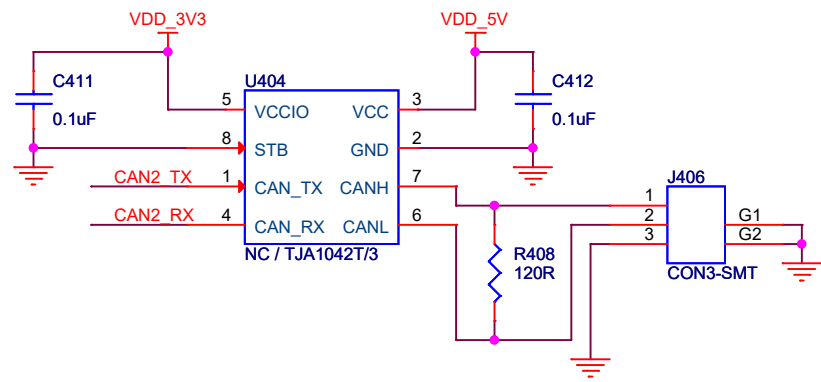 VDD_3V3
VDD_5V
C411
0.1uF
U404
C412
0.1uF
5 VCCIO VCC 3
8 STB GND 2
CAN2_TX 1 CAN_TX CANH 7
CAN2_RX 4 CAN_RX CANL 6
NC / TJA1042T/3
R408
120R
J406
1
2 G1
3 G2
CON3-SMT